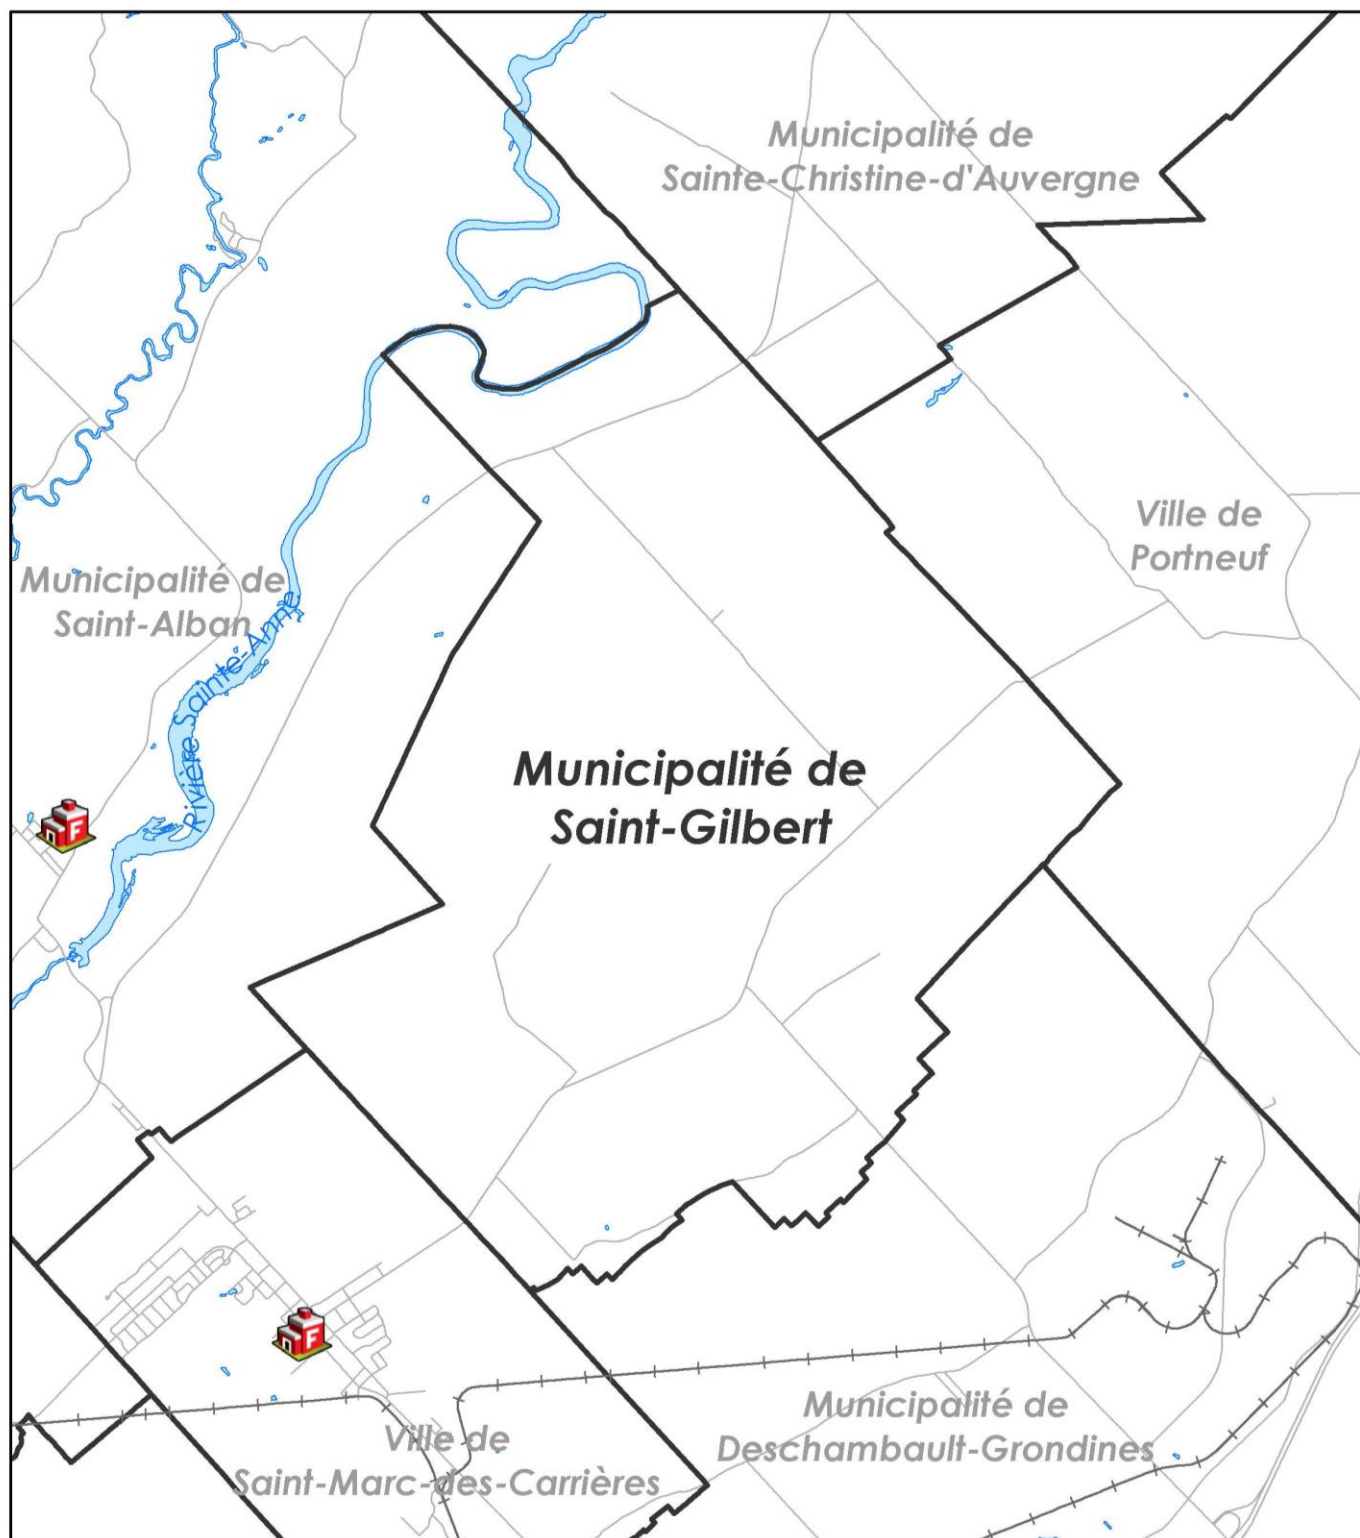 Municipalité de
Sainte-Christine-d'Auvergne
Ville de
Portneuf
Municipalité de
Saint-Alban
Rivière Sainte-Anne
Municipalité de
Saint-Gilbert
F
F
Municipalité de
Deschambault-Grondines
Ville de
Saint-Marc-des-Carrières